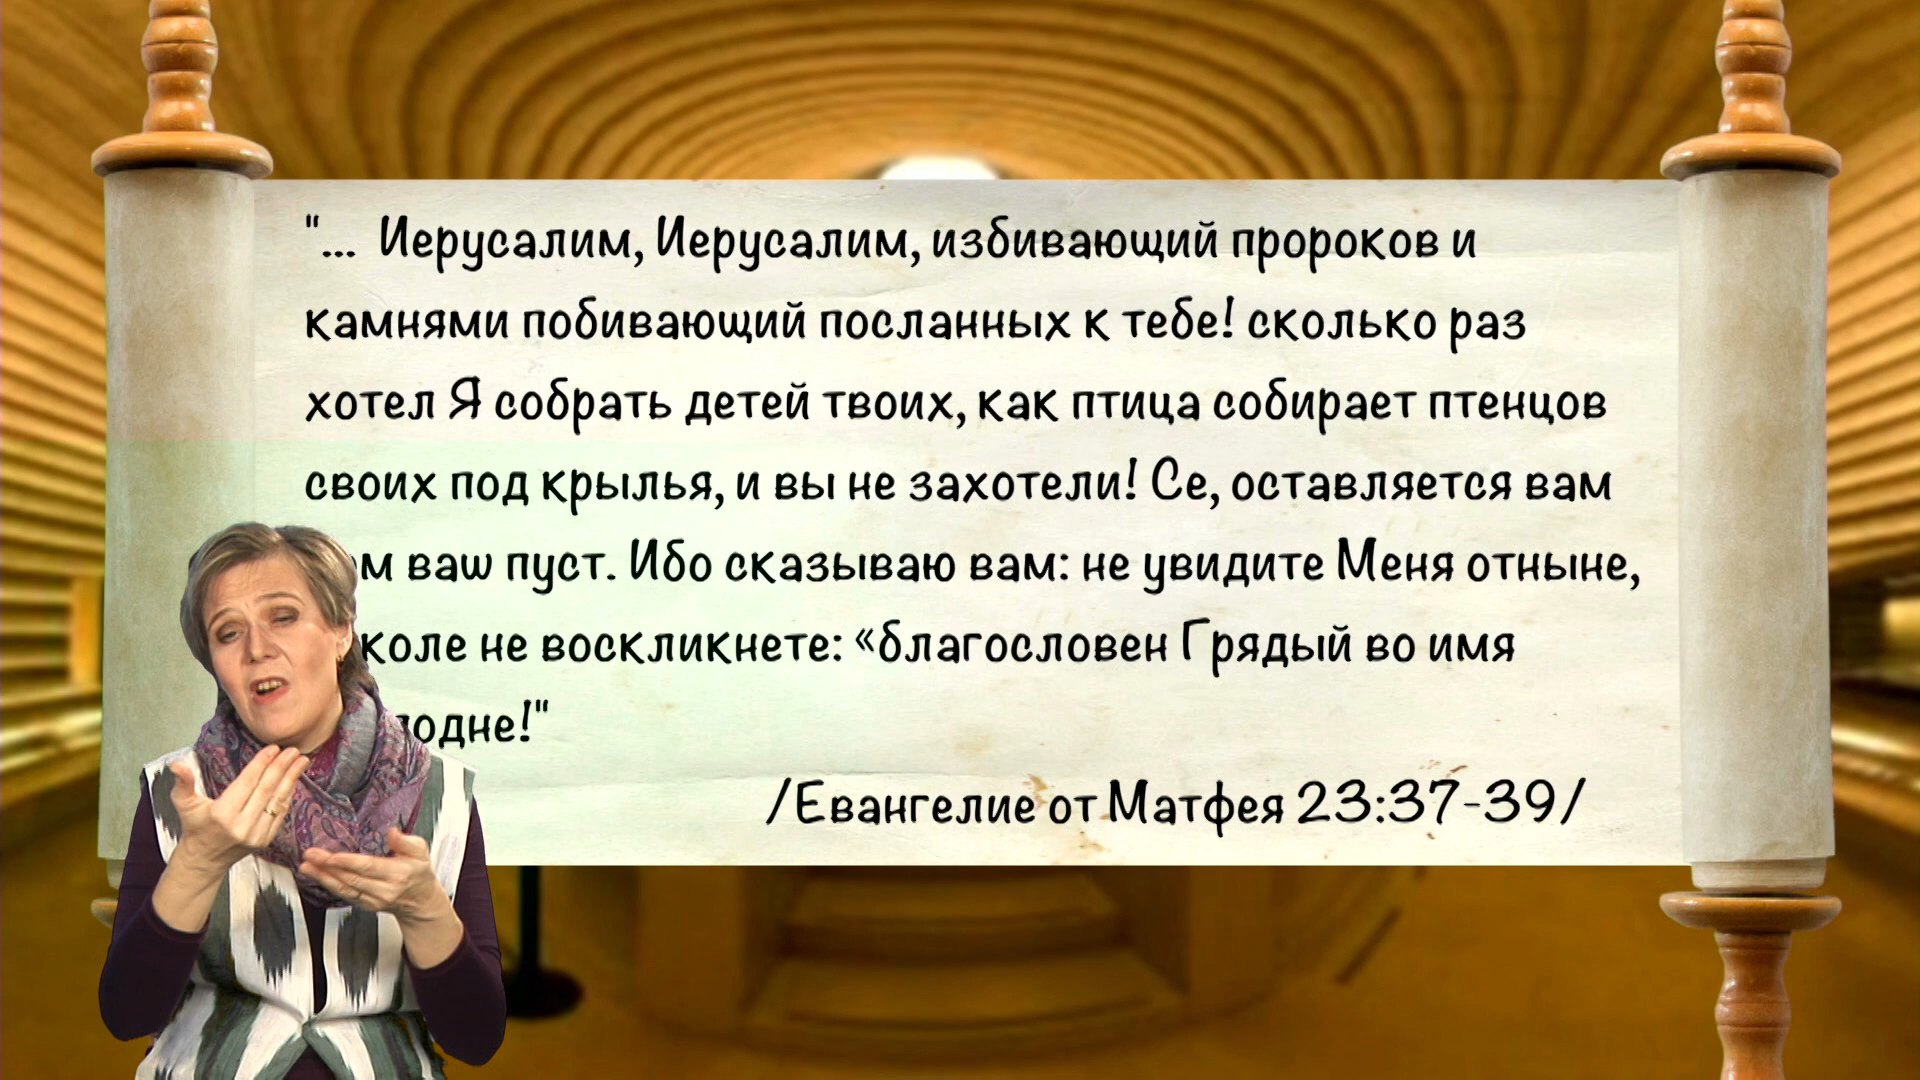 "... Иерусалим, Иерусалим, избивающий пророков и
камнями побивающий посланных к тебе! сколько раз
хотел Я собрать детей твоих, как птица собирает птенцов
своих под крылья, и вы не захотели! Се, оставляется вам
ваш пуст. Ибо сказываю вам: не увидите Меня отныне,
не воскликнете: «благословен Грядый во имя
/Евангелие от Матфея 23:37-39/